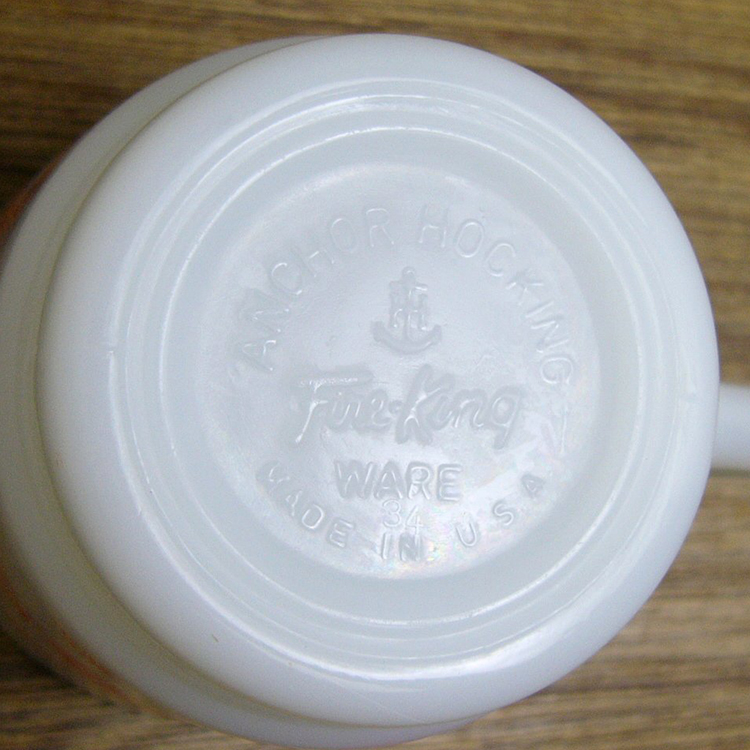 ANCHOR HOCKING
Fire-King
WARE
34
MADE IN U S A